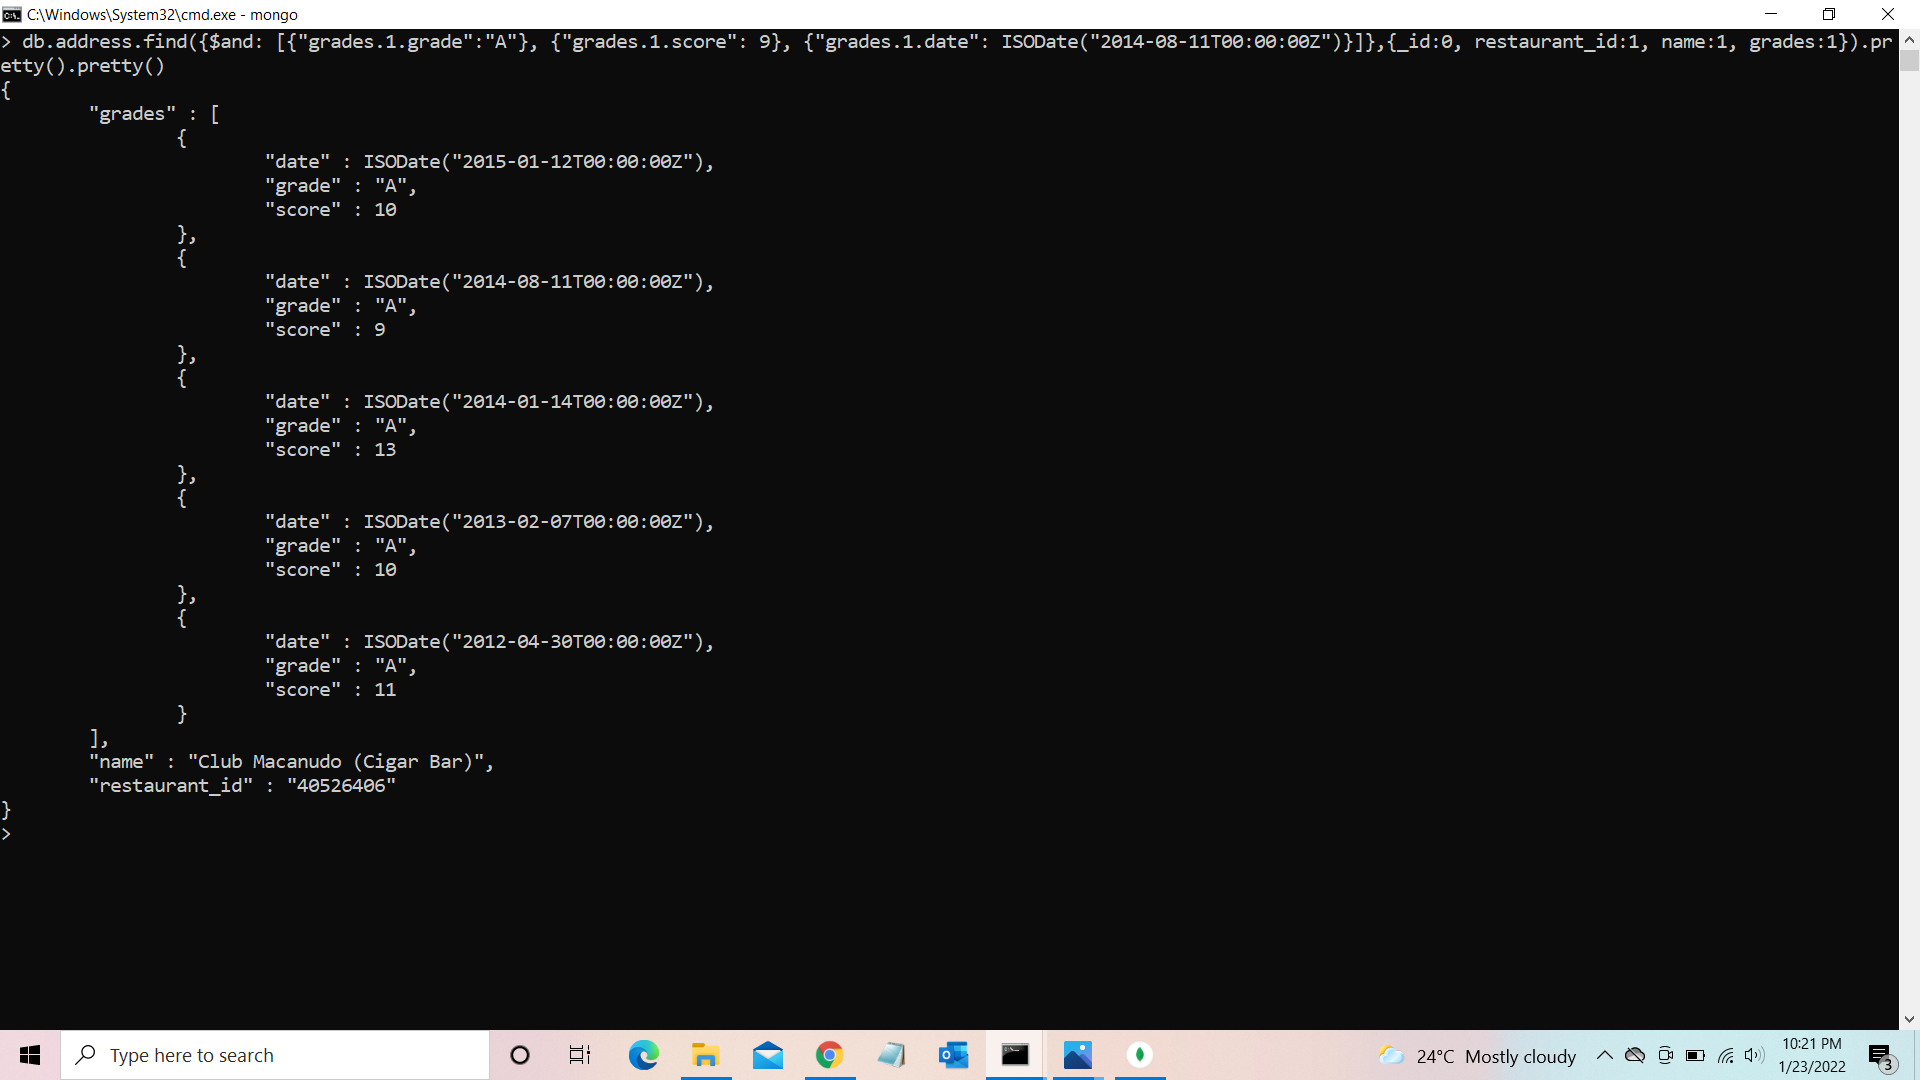 C:\Windows\System32\cmd.exe - mongo
> db.address.find({$and: [{"grades.1.grade":"A"}, {"grades.1.score": 9}, {"grades.1.date": ISODate("2014-08-11T00:00:00Z")}]},{_id:0, restaurant_id:1, name:1, grades:1}).pr
etty().pretty()
{
"grades" : [
{
"date" : ISODate("2015-01-12T00:00:00Z"),
"grade" : "A",
"score" : 10
},
{
"date" : ISODate("2014-08-11T00:00:00Z"),
"grade" : "A",
"score" : 9
},
{
"date" : ISODate("2014-01-14T00:00:00Z"),
"grade" : "A",
"score" : 13
},
{
"date" : ISODate("2013-02-07T00:00:00Z"),
"grade" : "A",
"score" : 10
},
{
"date" : ISODate("2012-04-30T00:00:00Z"),
"grade" : "A",
"score" : 11
}
],
"name" : "Club Macanudo (Cigar Bar)",
"restaurant_id" : "40526406"
}
>
Type here to search
24°C Mostly cloudy
10:21 PM
1/23/2022
3